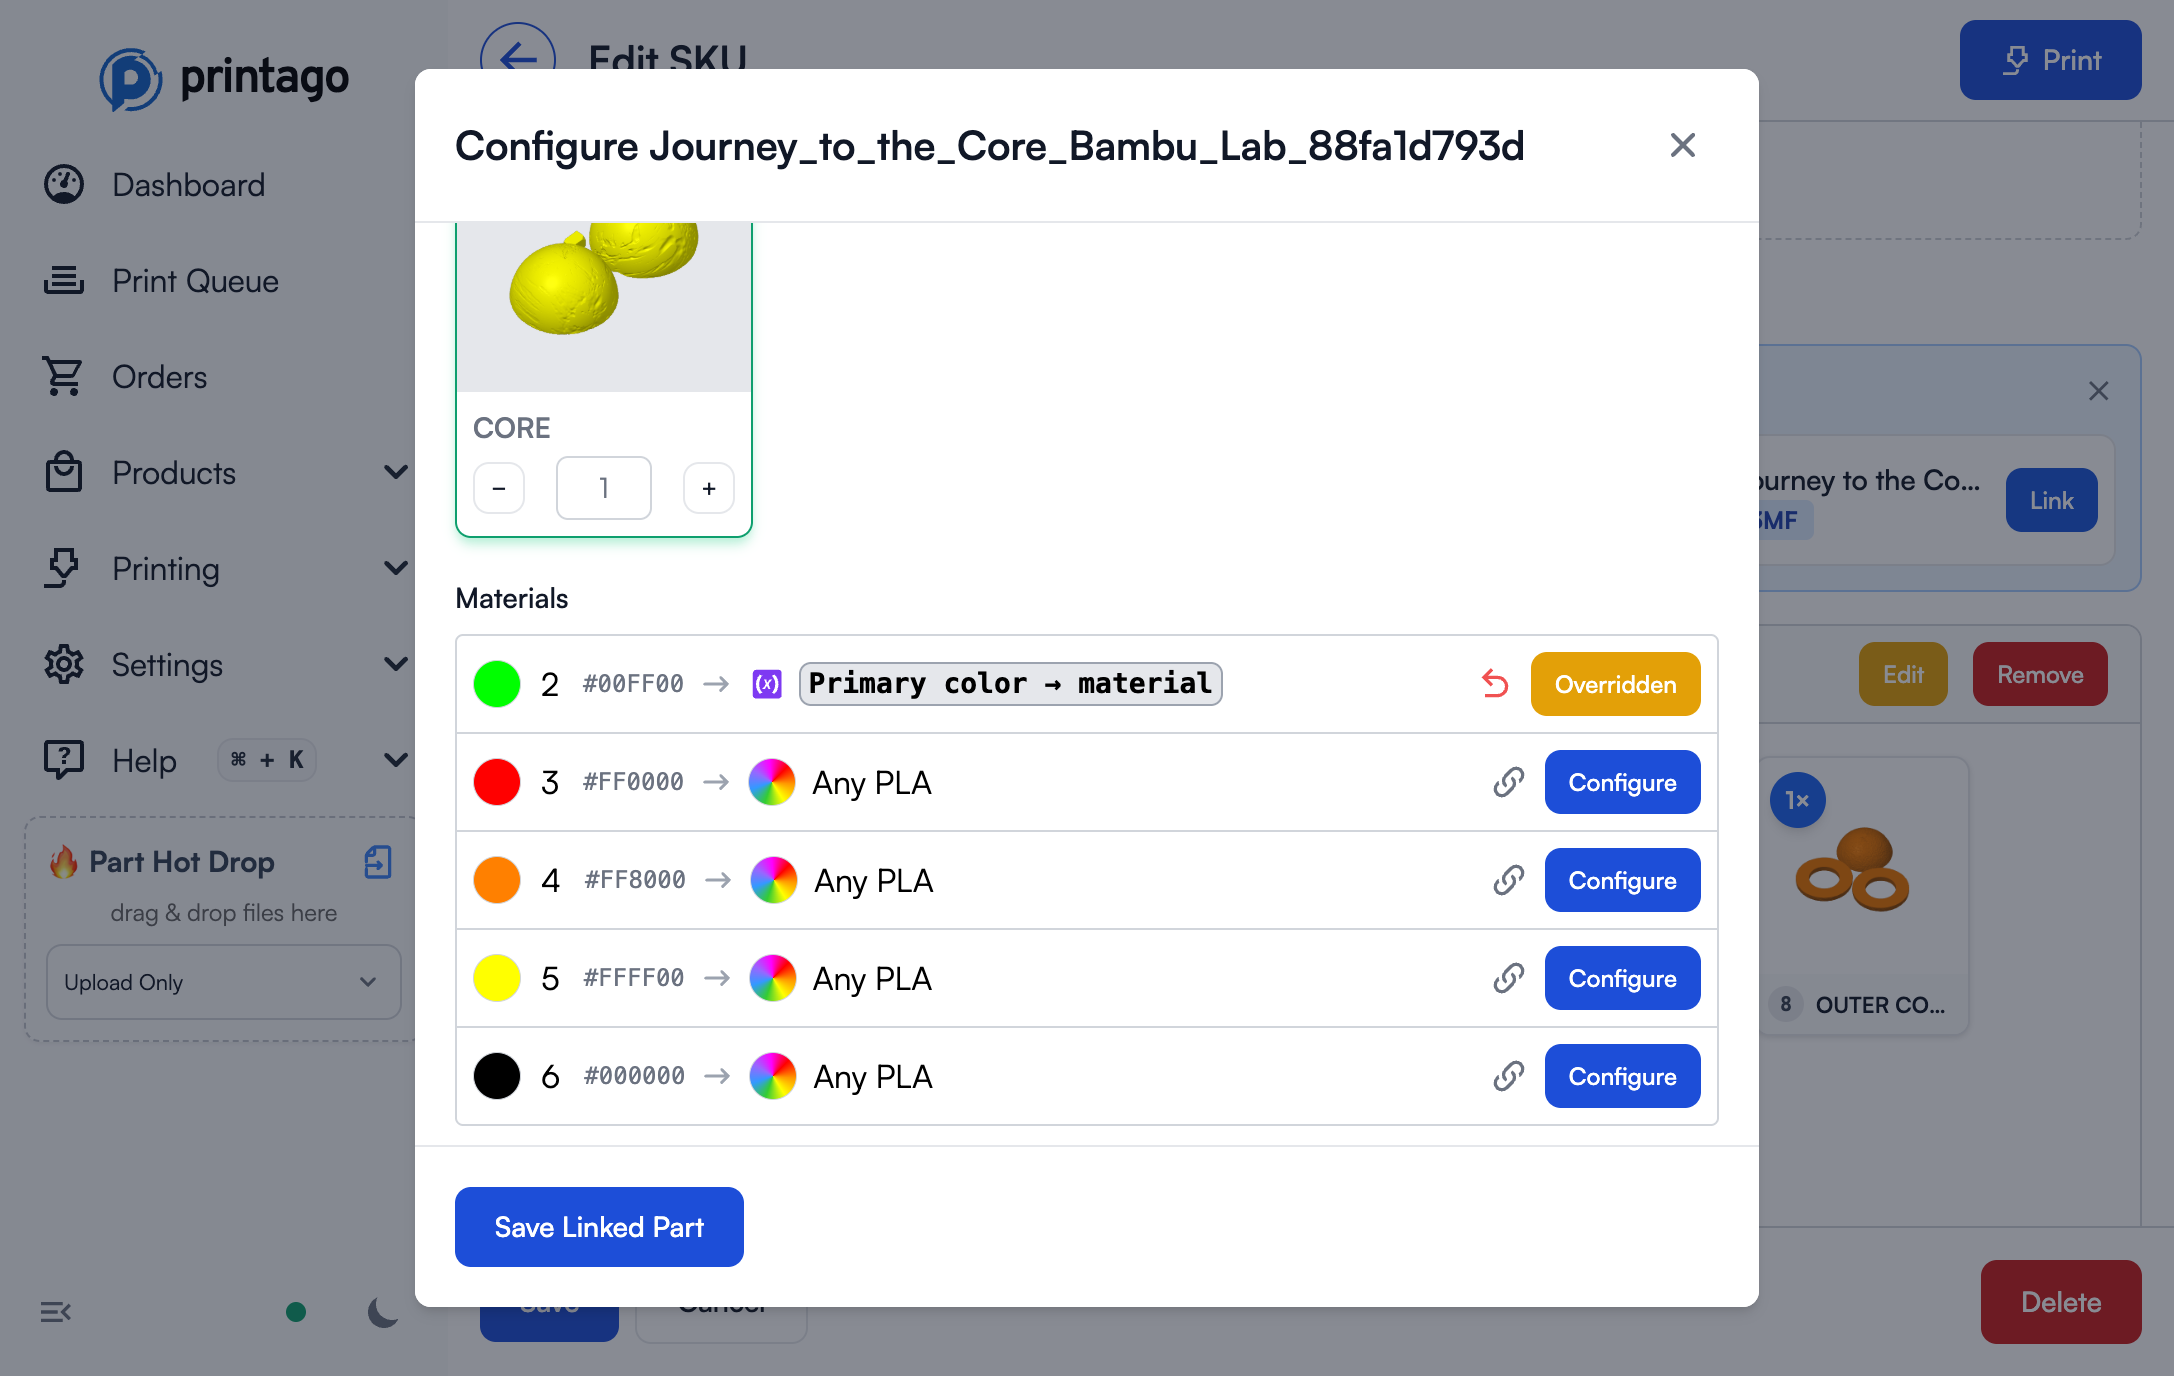 printago
Edit SKU
Print
Dashboard
Print Queue
Orders
Products
Printing
Settings
Help
⌘ + K
Part Hot Drop
drag & drop files here
Upload Only
Configure Journey_to_the_Core_Bambu_Lab_88fa1d793d
CORE
−
1
+
Materials
2 #00FF00 → (x) Primary color → material
Overridden
3 #FF0000 → Any PLA
Configure
4 #FF8000 → Any PLA
Configure
5 #FFFF00 → Any PLA
Configure
6 #000000 → Any PLA
Configure
Save Linked Part
ourney to the Co...
3MF
Link
Edit
Remove
1×
8 OUTER CO...
Save
Cancel
Delete